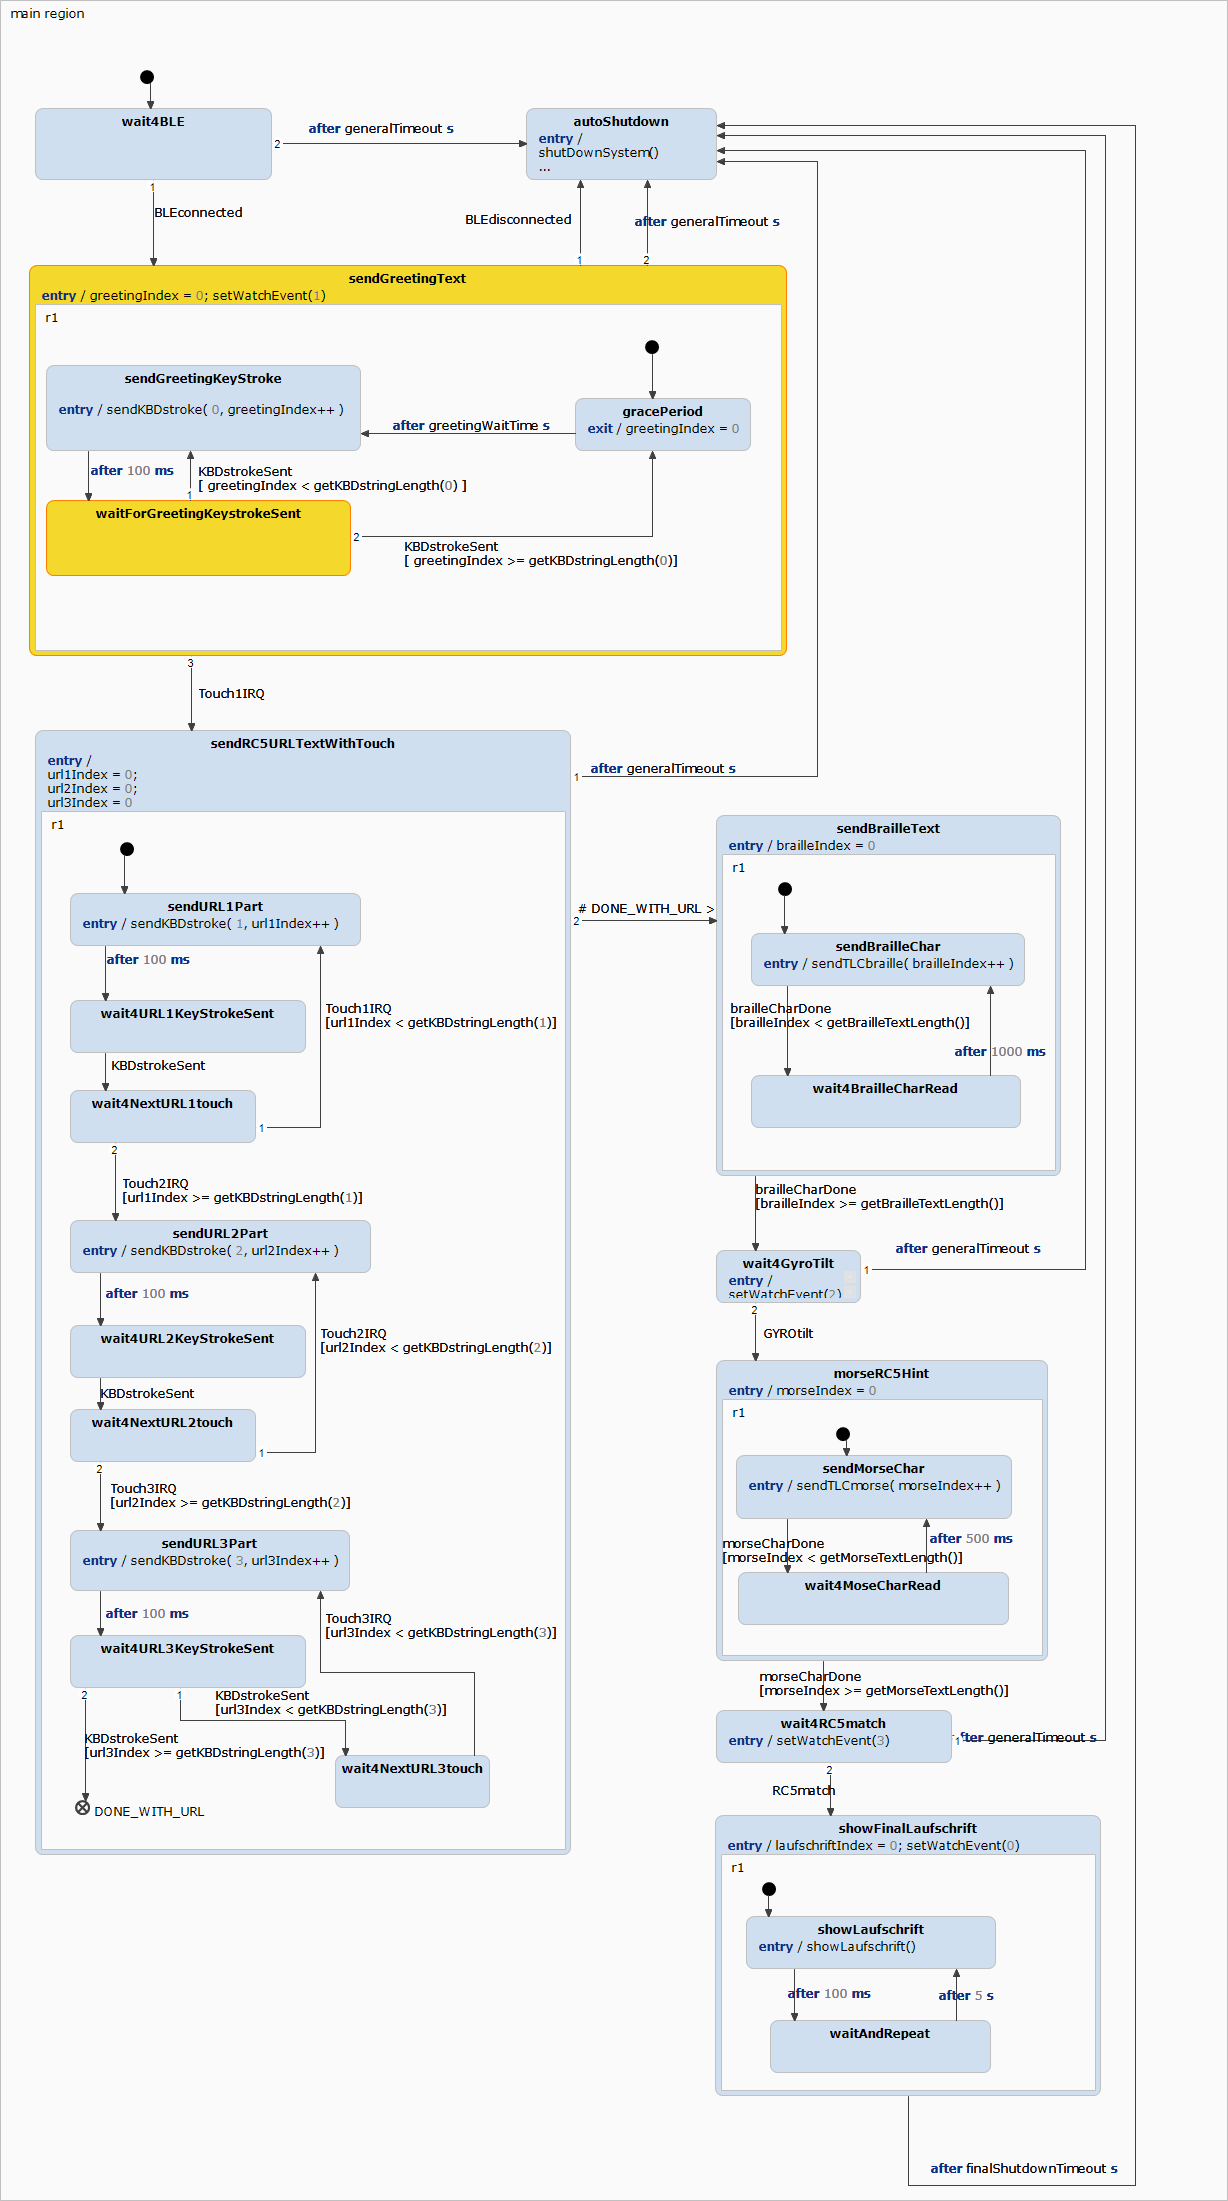 main region
wait4BLE
after generalTimeout s
2
1
BLEconnected
autoShutdown
entry /
shutDownSystem()
...
BLEdisconnected
1
after generalTimeout s
2
sendGreetingText
entry / greetingIndex = 0; setWatchEvent(1)
r1
sendGreetingKeyStroke
entry / sendKBDstroke( 0, greetingIndex++ )
gracePeriod
exit / greetingIndex = 0
after greetingWaitTime s
after 100 ms
KBDstrokeSent
[ greetingIndex < getKBDstringLength(0) ]
1
waitForGreetingKeystrokeSent
2
KBDstrokeSent
[ greetingIndex >= getKBDstringLength(0)]
3
Touch1IRQ
sendRC5URLTextWithTouch
entry /
url1Index = 0;
url2Index = 0;
url3Index = 0
1
after generalTimeout s
r1
sendURL1Part
entry / sendKBDstroke( 1, url1Index++ )
after 100 ms
wait4URL1KeyStrokeSent
Touch1IRQ
[url1Index < getKBDstringLength(1)]
KBDstrokeSent
wait4NextURL1touch
1
2
Touch2IRQ
[url1Index >= getKBDstringLength(1)]
sendURL2Part
entry / sendKBDstroke( 2, url2Index++ )
after 100 ms
wait4URL2KeyStrokeSent
Touch2IRQ
[url2Index < getKBDstringLength(2)]
KBDstrokeSent
wait4NextURL2touch
1
2
Touch3IRQ
[url2Index >= getKBDstringLength(2)]
sendURL3Part
entry / sendKBDstroke( 3, url3Index++ )
after 100 ms
Touch3IRQ
[url3Index < getKBDstringLength(3)]
wait4URL3KeyStrokeSent
2
1
KBDstrokeSent
[url3Index < getKBDstringLength(3)]
KBDstrokeSent
[url3Index >= getKBDstringLength(3)]
wait4NextURL3touch
DONE_WITH_URL
# DONE_WITH_URL >
2
sendBrailleText
entry / brailleIndex = 0
r1
sendBrailleChar
entry / sendTLCbraille( brailleIndex++ )
brailleCharDone
[brailleIndex < getBrailleTextLength()]
after 1000 ms
wait4BrailleCharRead
brailleCharDone
[brailleIndex >= getBrailleTextLength()]
wait4GyroTilt
entry /
setWatchEvent(2)
1
after generalTimeout s
2
GYROtilt
morseRC5Hint
entry / morseIndex = 0
r1
sendMorseChar
entry / sendTLCmorse( morseIndex++ )
morseCharDone
[morseIndex < getMorseTextLength()]
after 500 ms
wait4MoseCharRead
morseCharDone
[morseIndex >= getMorseTextLength()]
wait4RC5match
entry / setWatchEvent(3)
1
fter generalTimeout s
2
RC5match
showFinalLaufschrift
entry / laufschriftIndex = 0; setWatchEvent(0)
r1
showLaufschrift
entry / showLaufschrift()
after 100 ms
after 5 s
waitAndRepeat
after finalShutdownTimeout s